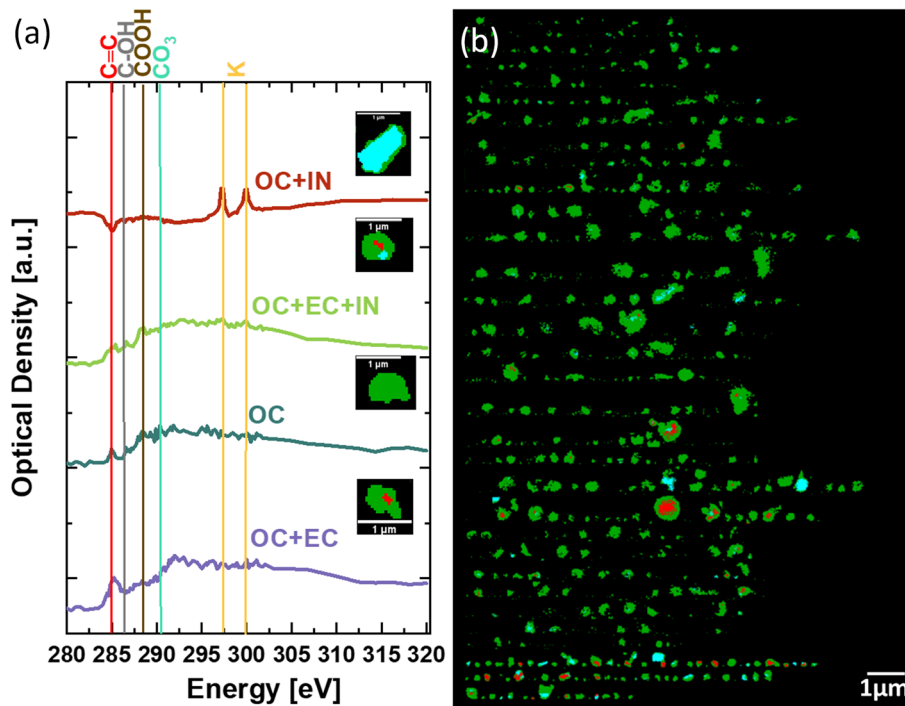 (a)
C=C
C-OH
COOH
CO3
K
(b)
1 μm
OC+IN
1 μm
OC+EC+IN
1 μm
OC
OC+EC
1 μm
Optical Density [a.u.]
280 285 290 295 300 305 310 315 320
Energy [eV]
1μm